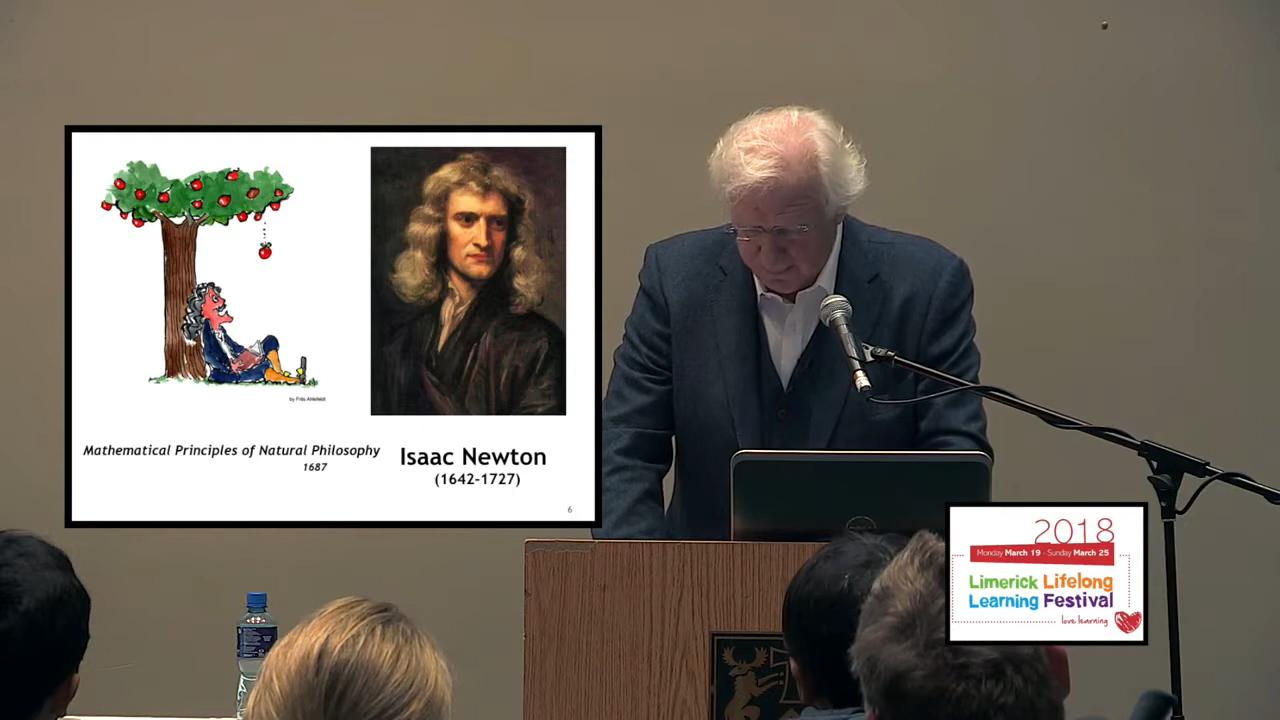 by Frits Ahlefeldt
Mathematical Principles of Natural Philosophy
1687
Isaac Newton
(1642-1727)
6
2018
Monday March 19 - Sunday March 25
Limerick Lifelong
Learning Festival
love learning